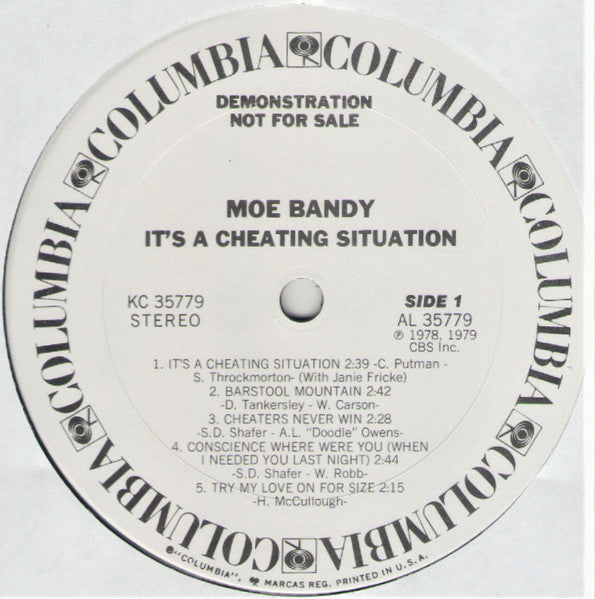 COLUMBIA COLUMBIA COLUMBIA COLUMBIA COLUMBIA COLUMBIA
DEMONSTRATION
NOT FOR SALE
MOE BANDY
IT'S A CHEATING SITUATION
KC 35779
STEREO
SIDE 1
AL 35779
℗ 1978, 1979
CBS Inc.
1. IT'S A CHEATING SITUATION 2:39 -C. Putman -
S. Throckmorton- (With Janie Fricke)
2. BARSTOOL MOUNTAIN 2:42
-D. Tankersley - W. Carson-
3. CHEATERS NEVER WIN 2:28
-S.D. Shafer - A.L. "Doodle" Owens-
4. CONSCIENCE WHERE WERE YOU (WHEN
I NEEDED YOU LAST NIGHT) 2:44
-S.D. Shafer - W. Robb-
5. TRY MY LOVE ON FOR SIZE 2:15
-H. McCullough-
®"COLUMBIA", MARCAS REG. PRINTED IN U.S.A.